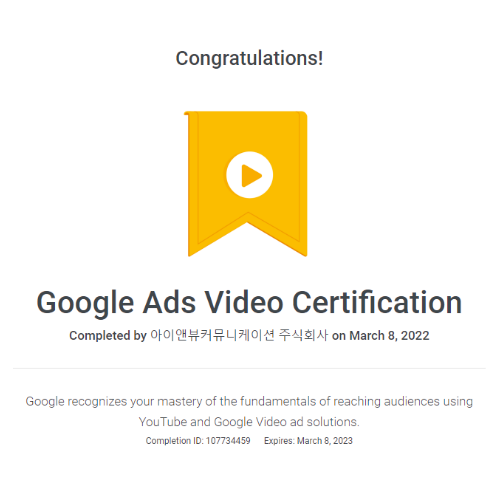 Congratulations!
Google Ads Video Certification
Completed by 아이앤뷰커뮤니케이션 주식회사 on March 8, 2022
Google recognizes your mastery of the fundamentals of reaching audiences using
YouTube and Google Video ad solutions.
Completion ID: 107734459 Expires: March 8, 2023